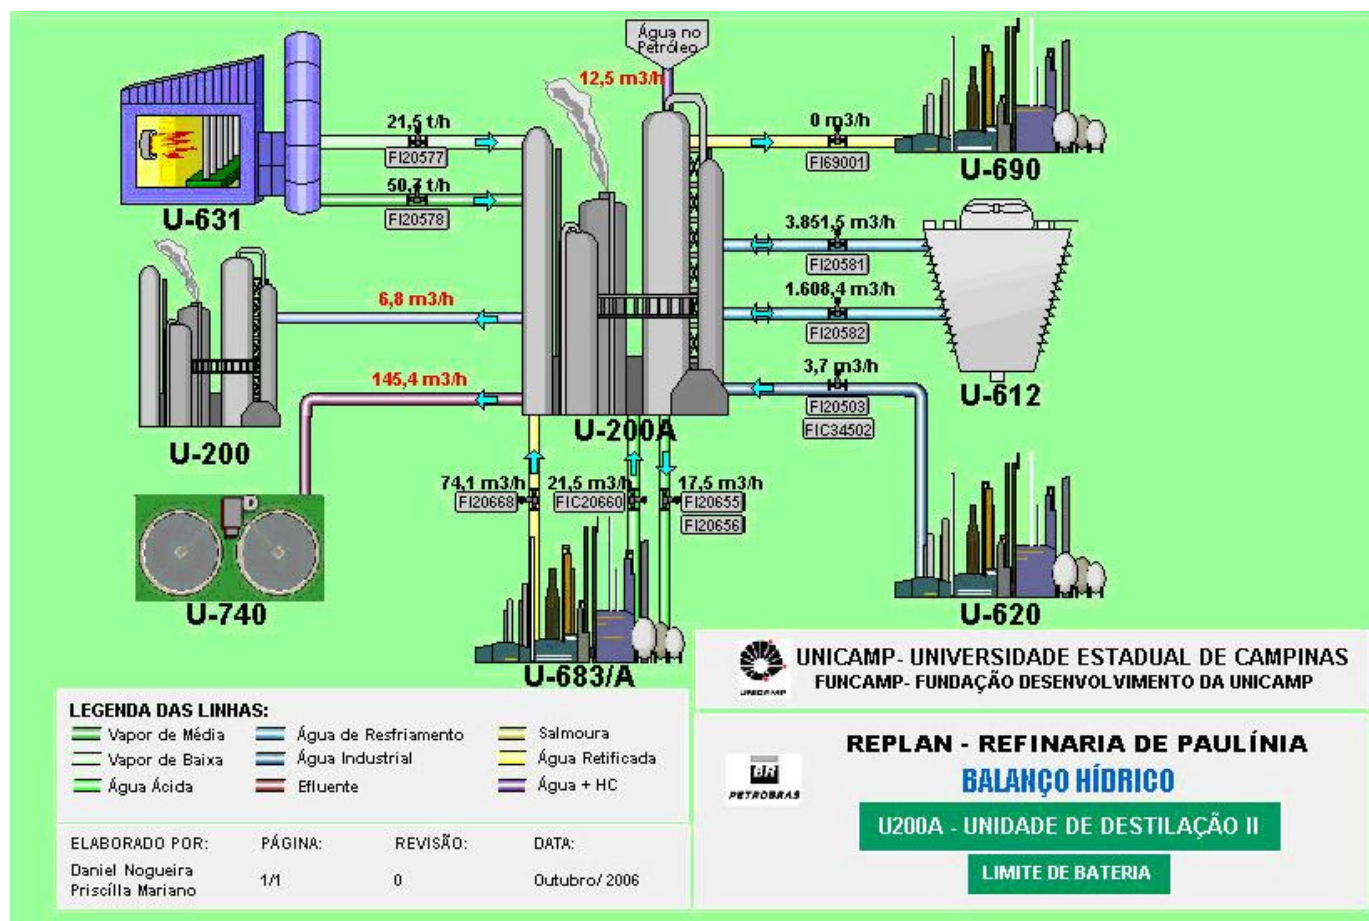 Água no
Petróleo
12,5 m3/h
21,5 t/h
FI20577
50,7 t/h
FI20578
U-631
0 m3/h
FI69001
U-690
3.851,5 m3/h
FI20581
1.608,4 m3/h
FI20582
U-612
3,7 m3/h
FI20503
FIC34502
6,8 m3/h
U-200
145,4 m3/h
U-200A
U-740
74,1 m3/h
FI20668
21,5 m3/h
FIC20660
17,5 m3/h
FI20655
FI20656
U-683/A
U-620
LEGENDA DAS LINHAS:
Vapor de Média
Água de Resfriamento
Salmoura
Vapor de Baixa
Água Industrial
Água Retificada
Água Ácida
Efluente
Água + HC
ELABORADO POR:
PÁGINA:
REVISÃO:
DATA:
Daniel Nogueira
Priscílla Mariano
1/1
0
Outubro/ 2006
UNICAMP
UNICAMP- UNIVERSIDADE ESTADUAL DE CAMPINAS
FUNCAMP- FUNDAÇÃO DESENVOLVIMENTO DA UNICAMP
BR
PETROBRAS
REPLAN - REFINARIA DE PAULÍNIA
BALANÇO HÍDRICO
U200A - UNIDADE DE DESTILAÇÃO II
LIMITE DE BATERIA